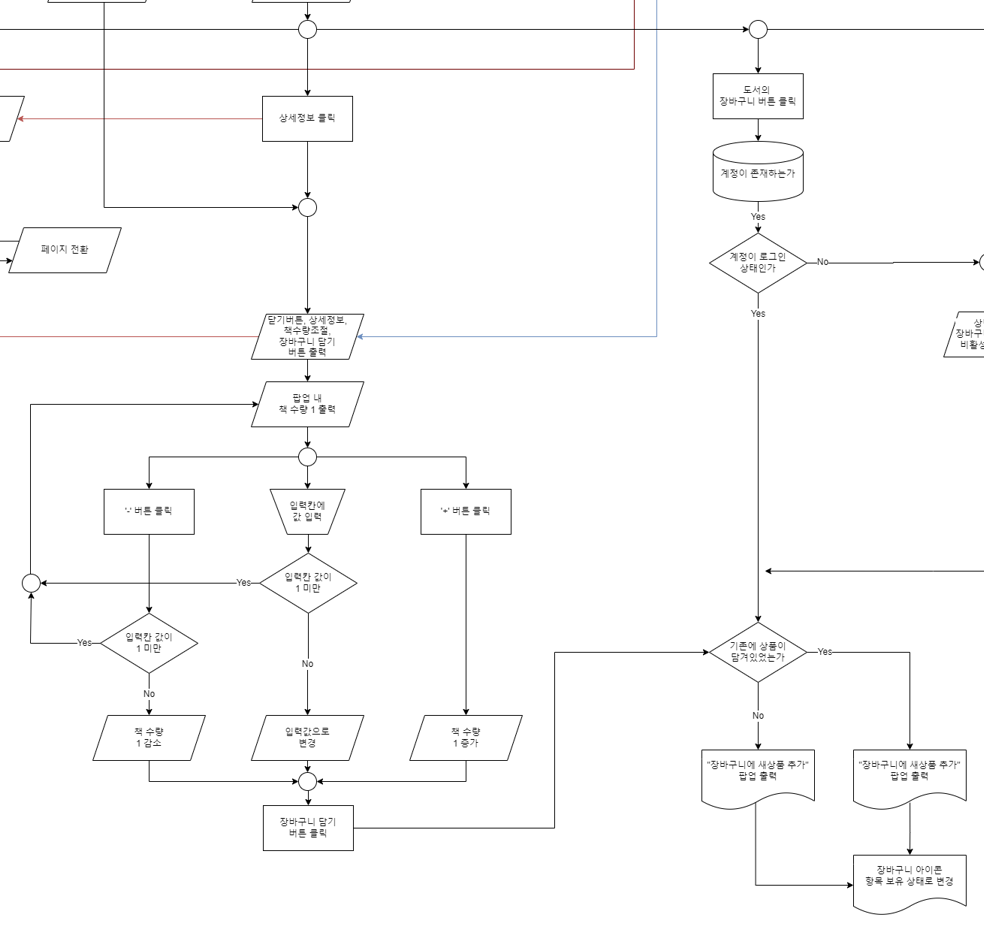 도서의
장바구니 버튼 클릭
상세정보 클릭
계정이 존재하는가
Yes
페이지 전환
계정이 로그인
상태인가
No
Yes
닫기버튼, 상세정보,
책수량조절,
장바구니 담기
버튼 출력
장바구
비활성
팝업 내
책 수량 1 출력
'-' 버튼 클릭
입력칸에
값 입력
'+' 버튼 클릭
입력칸 값이
1 미만
Yes
입력칸 값이
1 미만
Yes
No
No
기존에 상품이
담겨있었는가
Yes
No
책 수량
1 감소
입력값으로
변경
책 수량
1 증가
"장바구니에 새상품 추가"
팝업 출력
"장바구니에 새상품 추가"
팝업 출력
장바구니 담기
버튼 클릭
장바구니 아이콘
항목 보유 상태로 변경